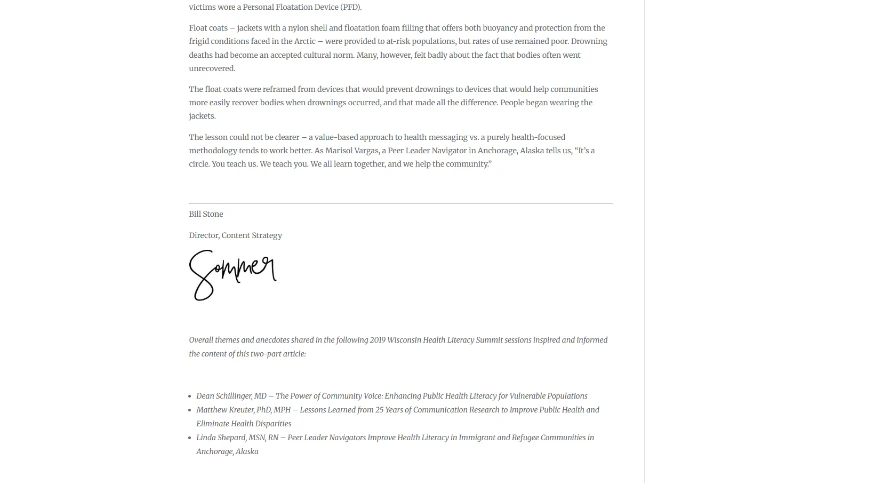 victims wore a Personal Floatation Device (PFD).
Float coats – jackets with a nylon shell and floatation foam filling that offers both buoyancy and protection from the
frigid conditions faced in the Arctic – were provided to at-risk populations, but rates of use remained poor. Drowning
deaths had become an accepted cultural norm. Many, however, felt badly about the fact that bodies often went
unrecovered.
The float coats were reframed from devices that would prevent drownings to devices that would help communities
more easily recover bodies when drownings occurred, and that made all the difference. People began wearing the
jackets.
The lesson could not be clearer – a value-based approach to health messaging vs. a purely health-focused
methodology tends to work better. As Marisol Vargas, a Peer Leader Navigator in Anchorage, Alaska tells us, “It’s a
circle. You teach us. We teach you. We all learn together, and we help the community.”
Bill Stone
Director, Content Strategy
Sommer
Overall themes and anecdotes shared in the following 2019 Wisconsin Health Literacy Summit sessions inspired and informed
the content of this two-part article:
• Dean Schillinger, MD – The Power of Community Voice: Enhancing Public Health Literacy for Vulnerable Populations
• Matthew Kreuter, PhD, MPH – Lessons Learned from 25 Years of Communication Research to Improve Public Health and
Eliminate Health Disparities
• Linda Shepard, MSN, RN – Peer Leader Navigators Improve Health Literacy in Immigrant and Refugee Communities in
Anchorage, Alaska